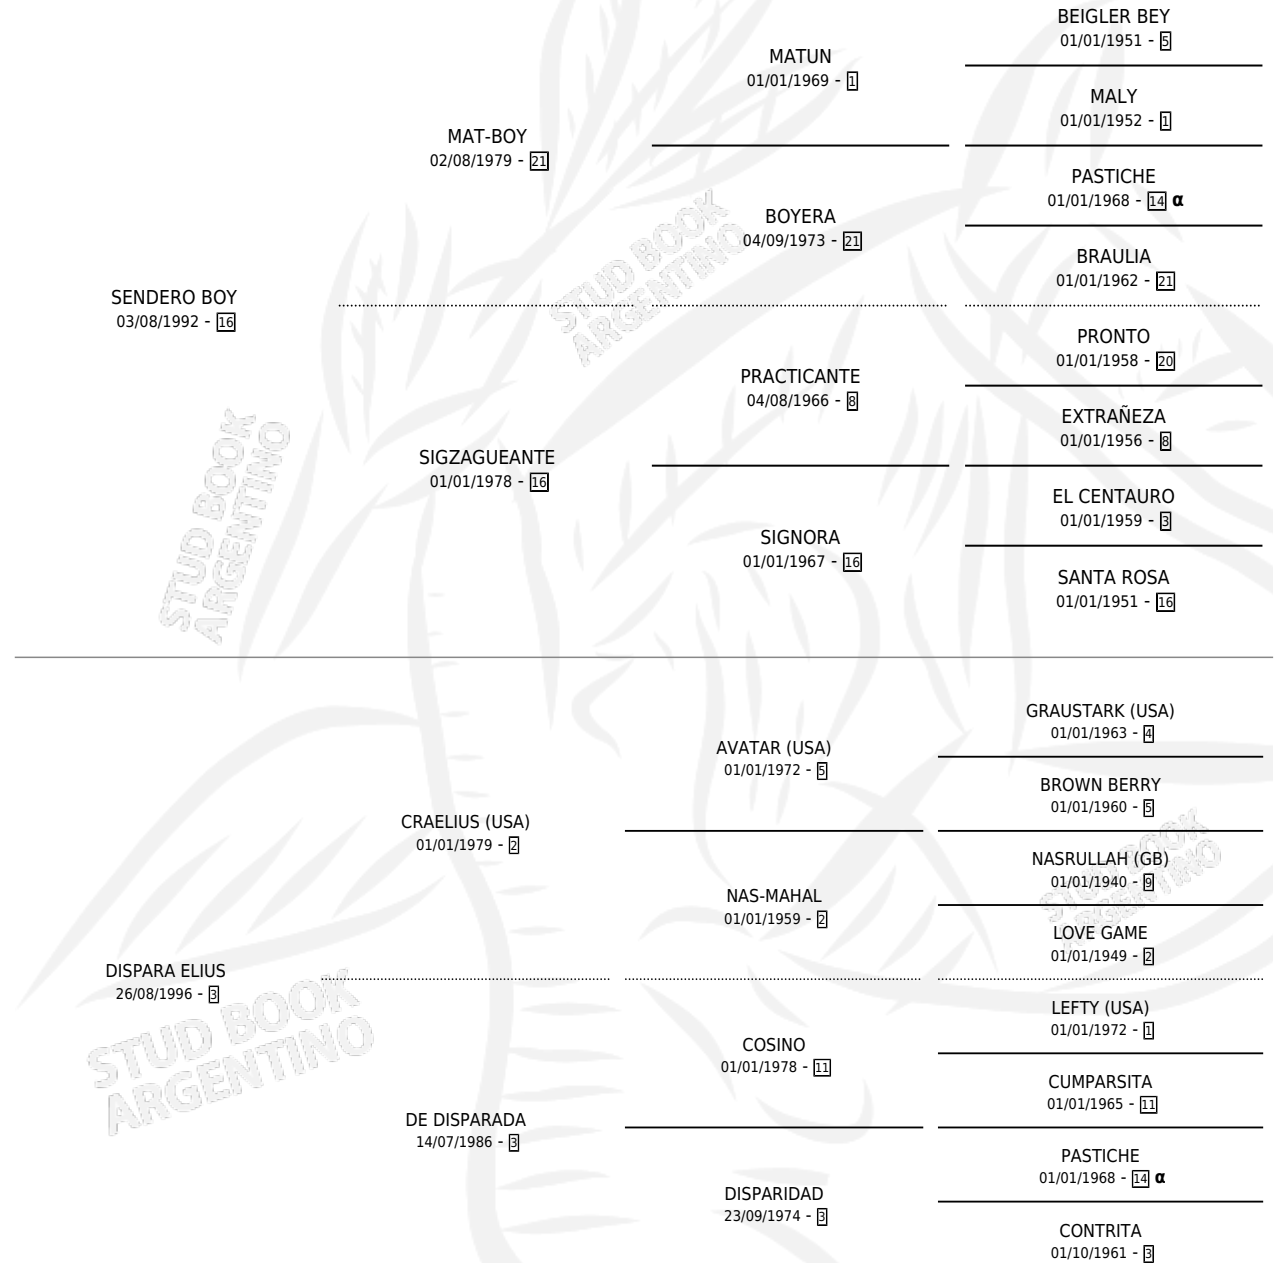 BEIGLER BEY
01/01/1951 - 5
MATUN
01/01/1969 - 1
MALY
01/01/1952 - 1
MAT-BOY
02/08/1979 - 21
PASTICHE
01/01/1968 - 14 α
BOYERA
04/09/1973 - 21
BRAULIA
01/01/1962 - 21
SENDERO BOY
03/08/1992 - 16
PRONTO
01/01/1958 - 20
PRACTICANTE
04/08/1966 - 8
EXTRAÑEZA
01/01/1956 - 8
SIGZAGUEANTE
01/01/1978 - 16
EL CENTAURO
01/01/1959 - 3
SIGNORA
01/01/1967 - 16
SANTA ROSA
01/01/1951 - 16
GRAUSTARK (USA)
01/01/1963 - 4
AVATAR (USA)
01/01/1972 - 5
BROWN BERRY
01/01/1960 - 5
CRAELIUS (USA)
01/01/1979 - 2
NASRULLAH (GB)
01/01/1940 - 9
NAS-MAHAL
01/01/1959 - 2
LOVE GAME
01/01/1949 - 2
DISPARA ELIUS
26/08/1996 - 3
LEFTY (USA)
01/01/1972 - 1
COSINO
01/01/1978 - 11
CUMPARSITA
01/01/1965 - 11
DE DISPARADA
14/07/1986 - 3
PASTICHE
01/01/1968 - 14 α
DISPARIDAD
23/09/1974 - 3
CONTRITA
01/10/1961 - 3
STUD BOOK
ARGENTINO
STUD BOOK
ARGENTINO
STUD BOOK
ARGENTINO
STUD BOOK
ARGENTINO